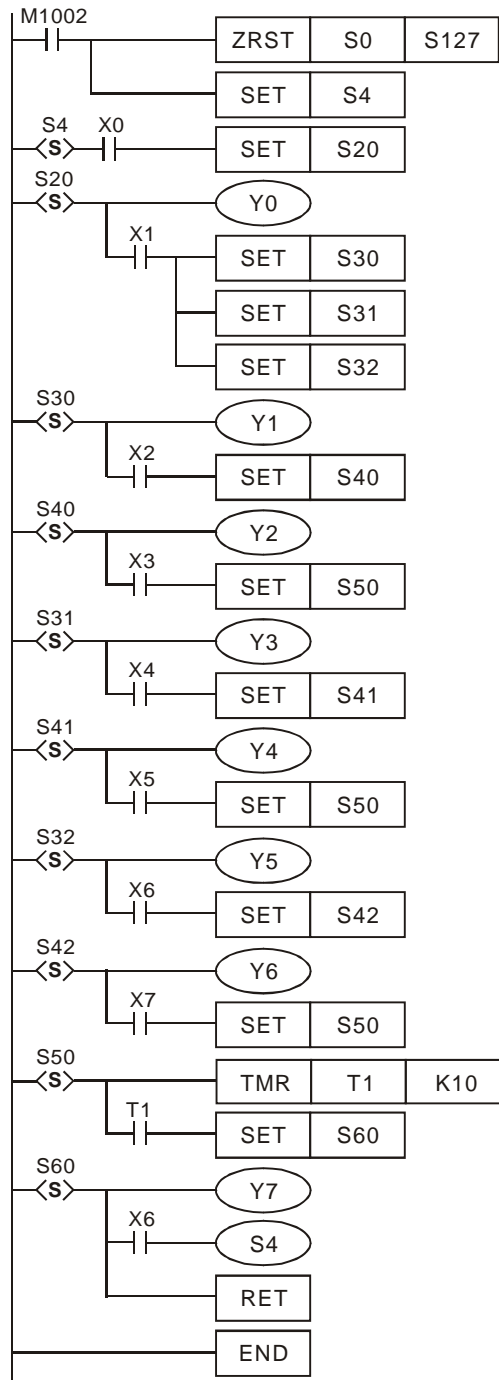 M1002
ZRST S0 S127
SET S4
S4 X0
S SET S20
S20
S Y0
X1
SET S30
SET S31
SET S32
S30
S Y1
X2
SET S40
S40
S Y2
X3
SET S50
S31
S Y3
X4
SET S41
S41
S Y4
X5
SET S50
S32
S Y5
X6
SET S42
S42
S Y6
X7
SET S50
S50
S TMR T1 K10
T1
SET S60
S60
S Y7
X6
S4
RET
END